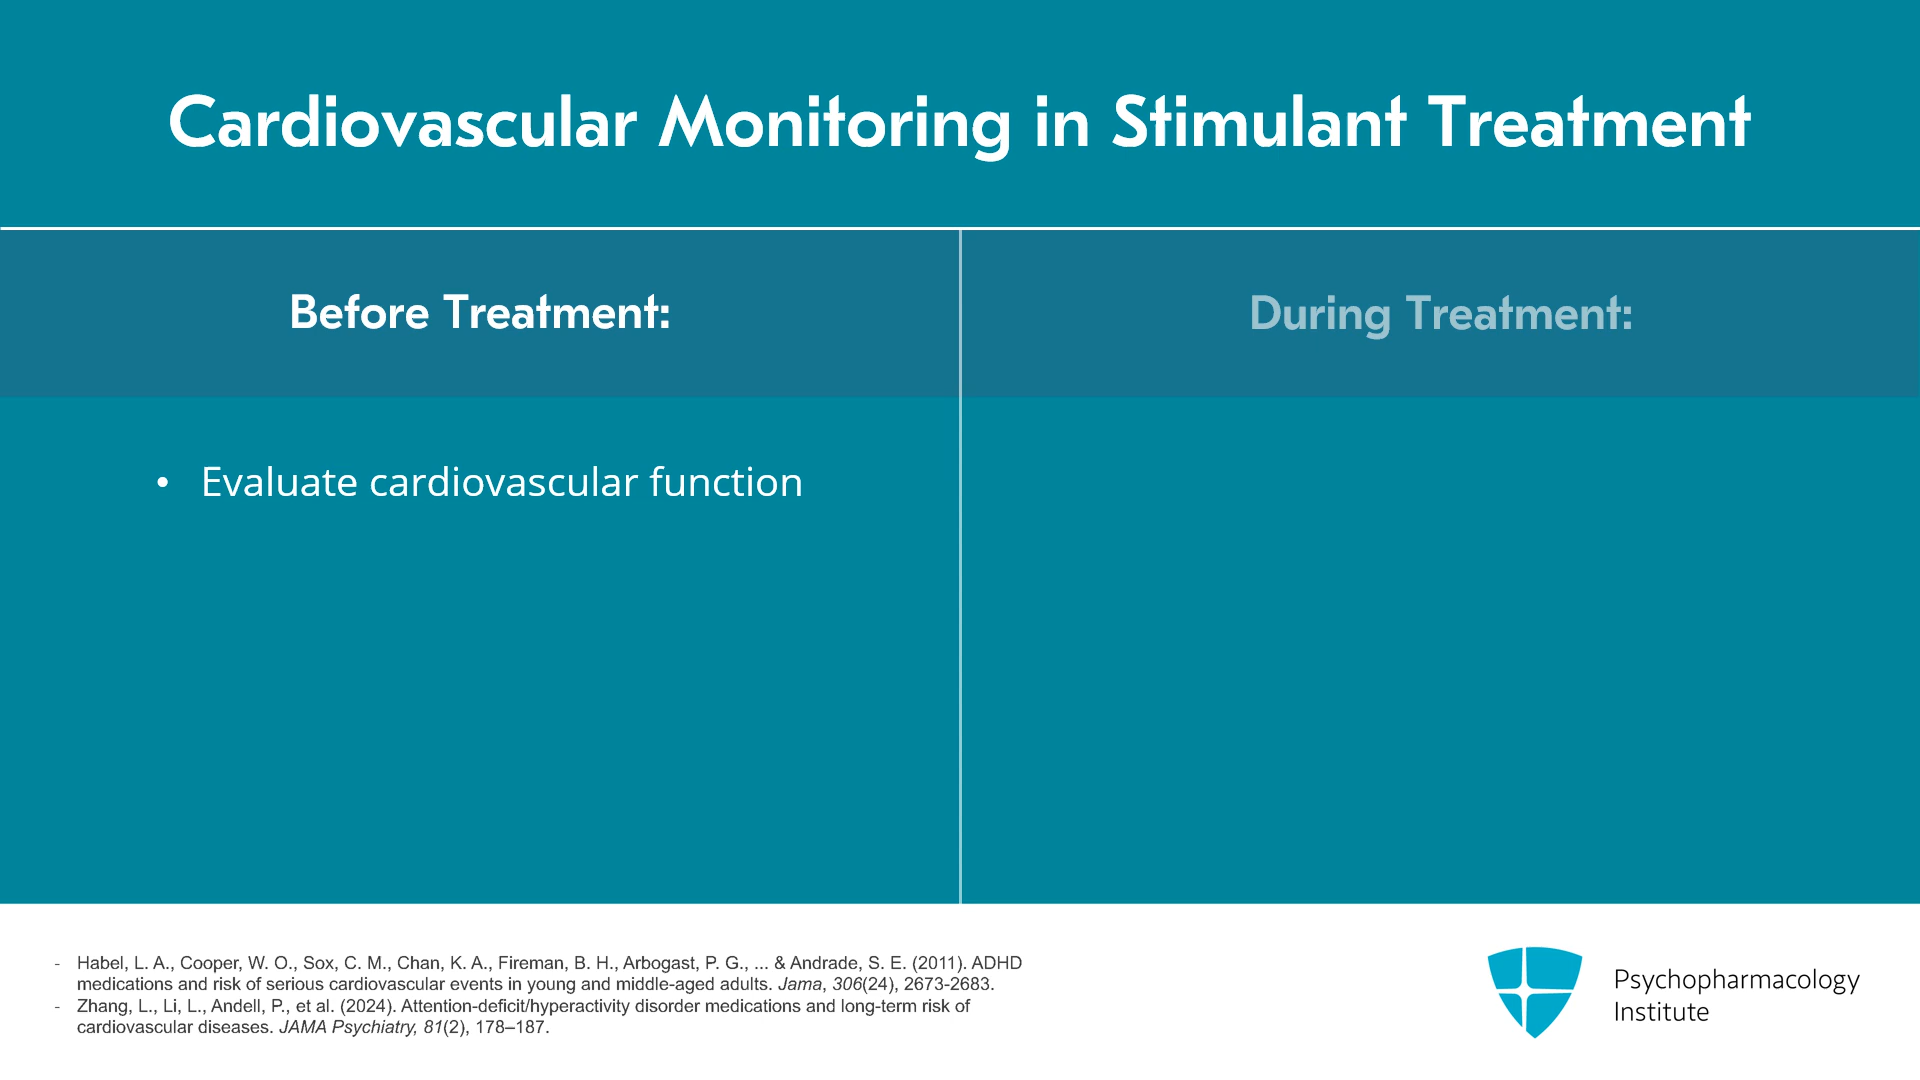 Cardiovascular Monitoring in Stimulant Treatment
Before Treatment:
During Treatment:
• Evaluate cardiovascular function
- Habel, L. A., Cooper, W. O., Sox, C. M., Chan, K. A., Fireman, B. H., Arbogast, P. G., ... & Andrade, S. E. (2011). ADHD
medications and risk of serious cardiovascular events in young and middle-aged adults. Jama, 306(24), 2673-2683.
- Zhang, L., Li, L., Andell, P., et al. (2024). Attention-deficit/hyperactivity disorder medications and long-term risk of
cardiovascular diseases. JAMA Psychiatry, 81(2), 178–187.
Psychopharmacology
Institute